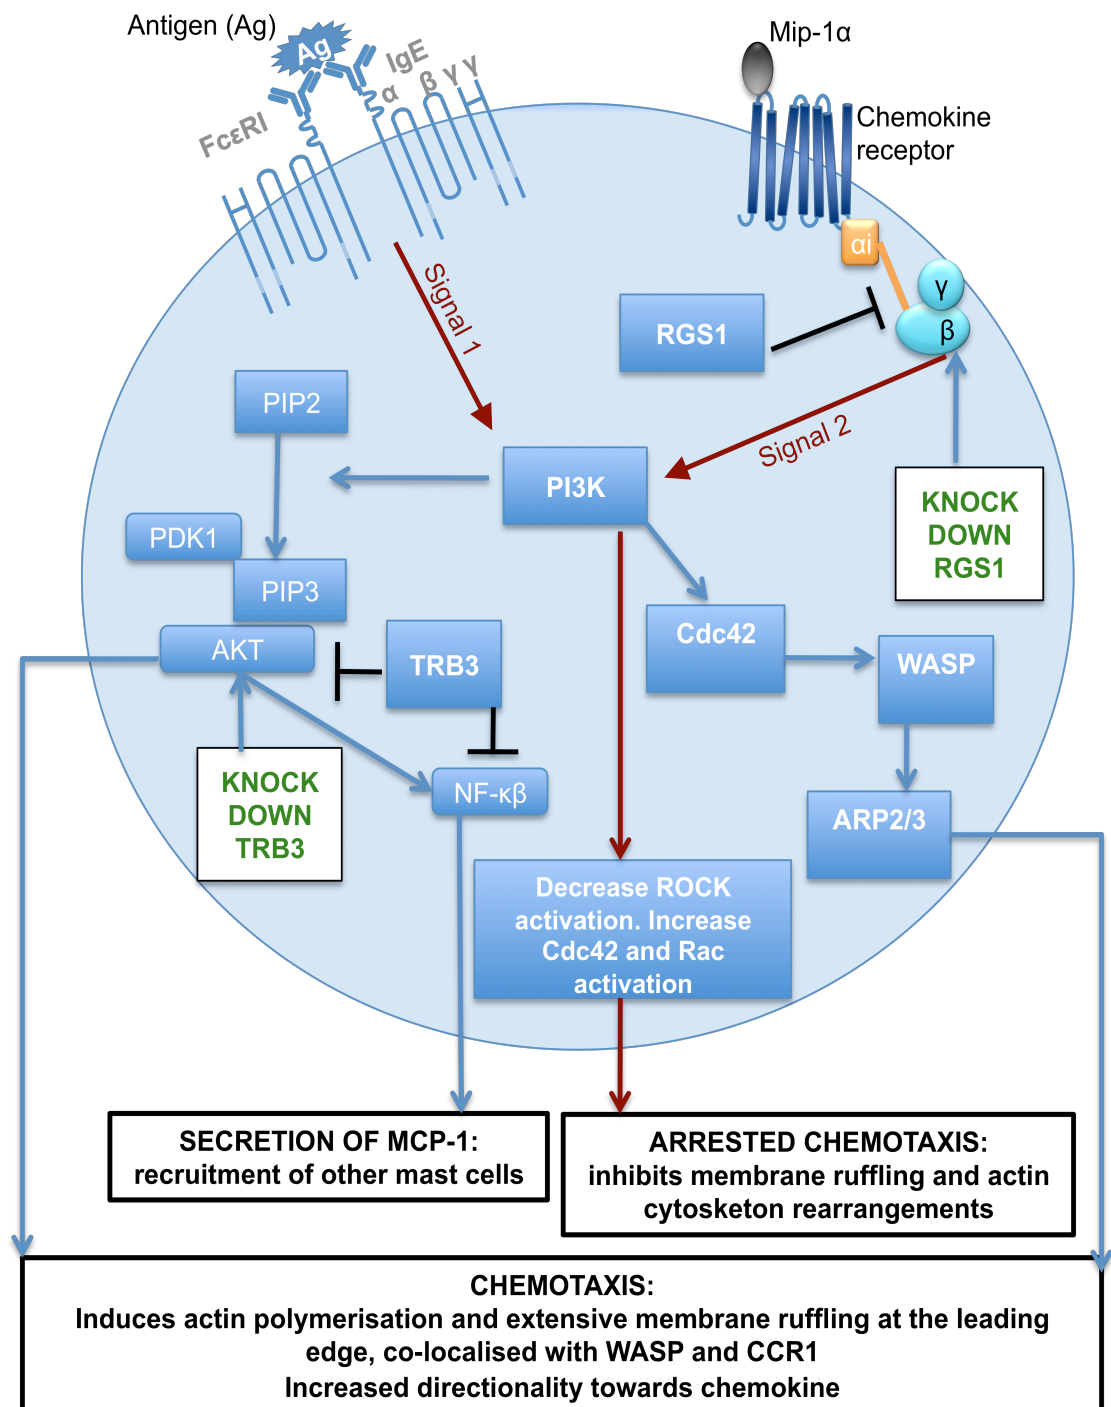 Antigen (Ag)
Ag
IgE
FcεRI
α
β
γ
γ
Mip-1α
Chemokine
receptor
αi
γ
β
Signal 1
RGS1
Signal 2
PIP2
PI3K
KNOCK
DOWN
RGS1
PDK1
PIP3
AKT
TRB3
Cdc42
WASP
KNOCK
DOWN
TRB3
NF-κβ
ARP2/3
Decrease ROCK
activation. Increase
Cdc42 and Rac
activation
SECRETION OF MCP-1:
recruitment of other mast cells
ARRESTED CHEMOTAXIS:
inhibits membrane ruffling and actin
cytosketon rearrangements
CHEMOTAXIS:
Induces actin polymerisation and extensive membrane ruffling at the leading
edge, co-localised with WASP and CCR1
Increased directionality towards chemokine